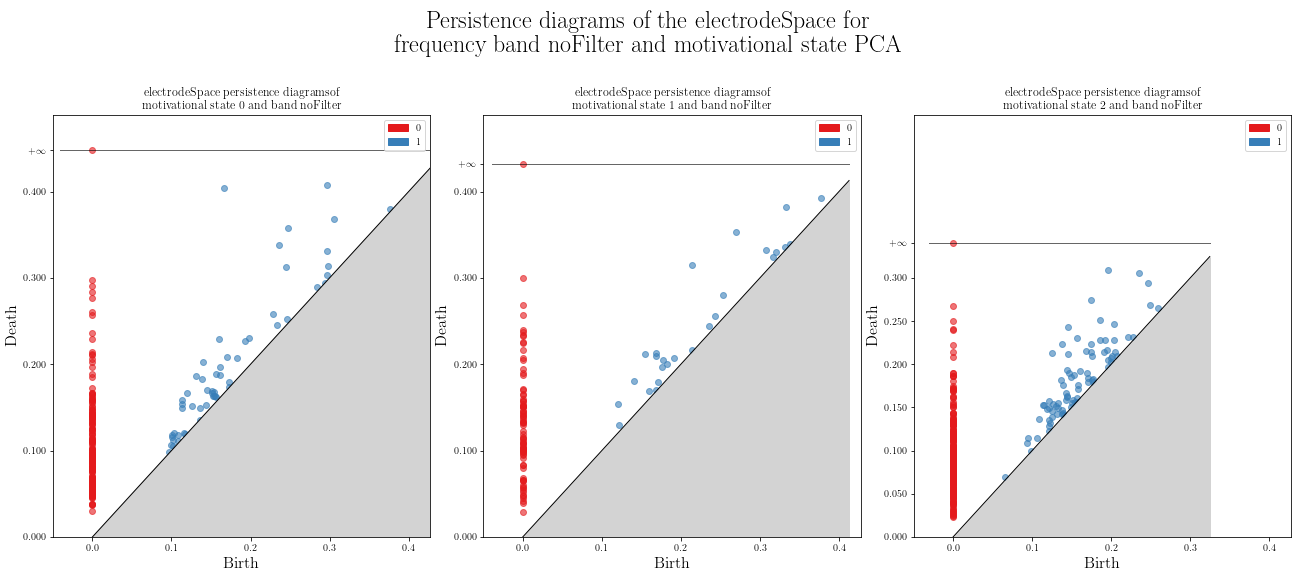 Persistence diagrams of the electrodeSpace for
frequency band noFilter and motivational state PCA
electrodeSpace persistence diagramsof
motivational state 0 and band noFilter
0
1
+∞
0.400
0.300
0.200
0.100
0.000
Death
0.0 0.1 0.2 0.3 0.4
Birth
electrodeSpace persistence diagramsof
motivational state 1 and band noFilter
0
1
+∞
0.400
0.300
0.200
0.100
0.000
Death
0.0 0.1 0.2 0.3 0.4
Birth
electrodeSpace persistence diagramsof
motivational state 2 and band noFilter
0
1
+∞
0.300
0.250
0.200
0.150
0.100
0.050
0.000
Death
0.0 0.1 0.2 0.3 0.4
Birth